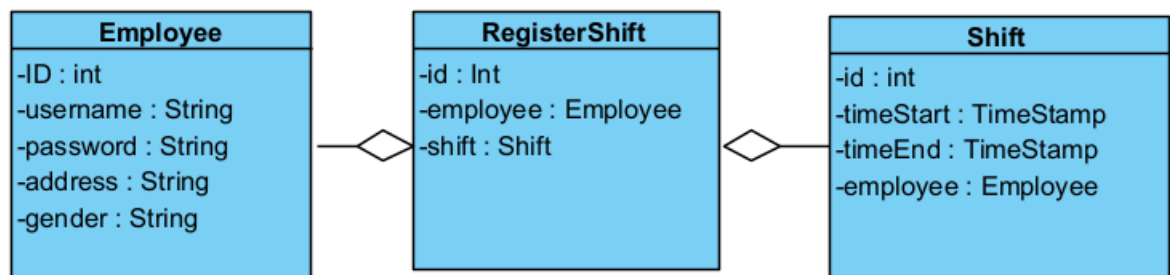 Employee
-ID : int
-username : String
-password : String
-address : String
-gender : String
RegisterShift
-id : Int
-employee : Employee
-shift : Shift
Shift
-id : int
-timeStart : TimeStamp
-timeEnd : TimeStamp
-employee : Employee